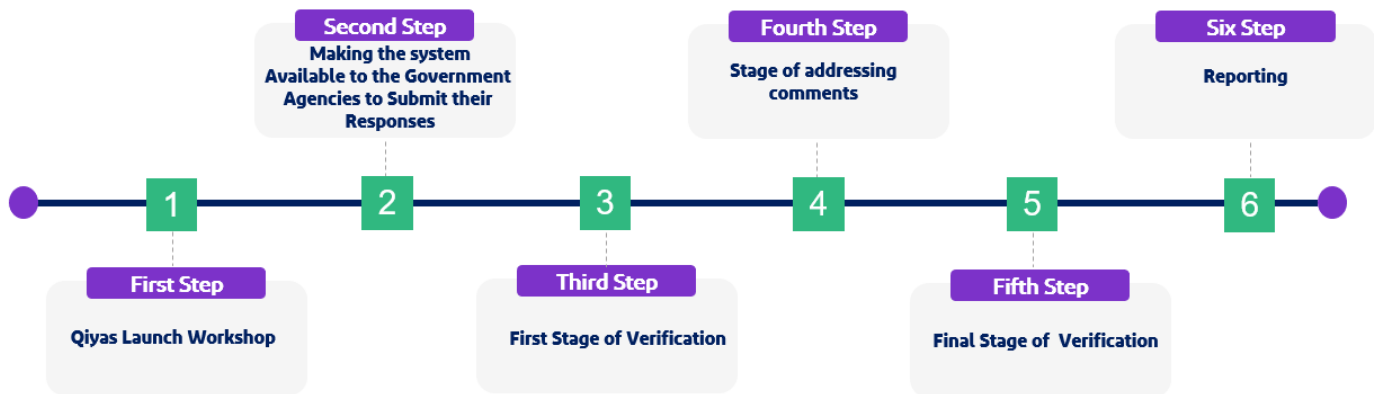 Second Step
Making the system
Available to the Government
Agencies to Submit their
Responses
Fourth Step
Stage of addressing
comments
Six Step
Reporting
1
2
3
4
5
6
First Step
Qiyas Launch Workshop
Third Step
First Stage of Verification
Fifth Step
Final Stage of Verification